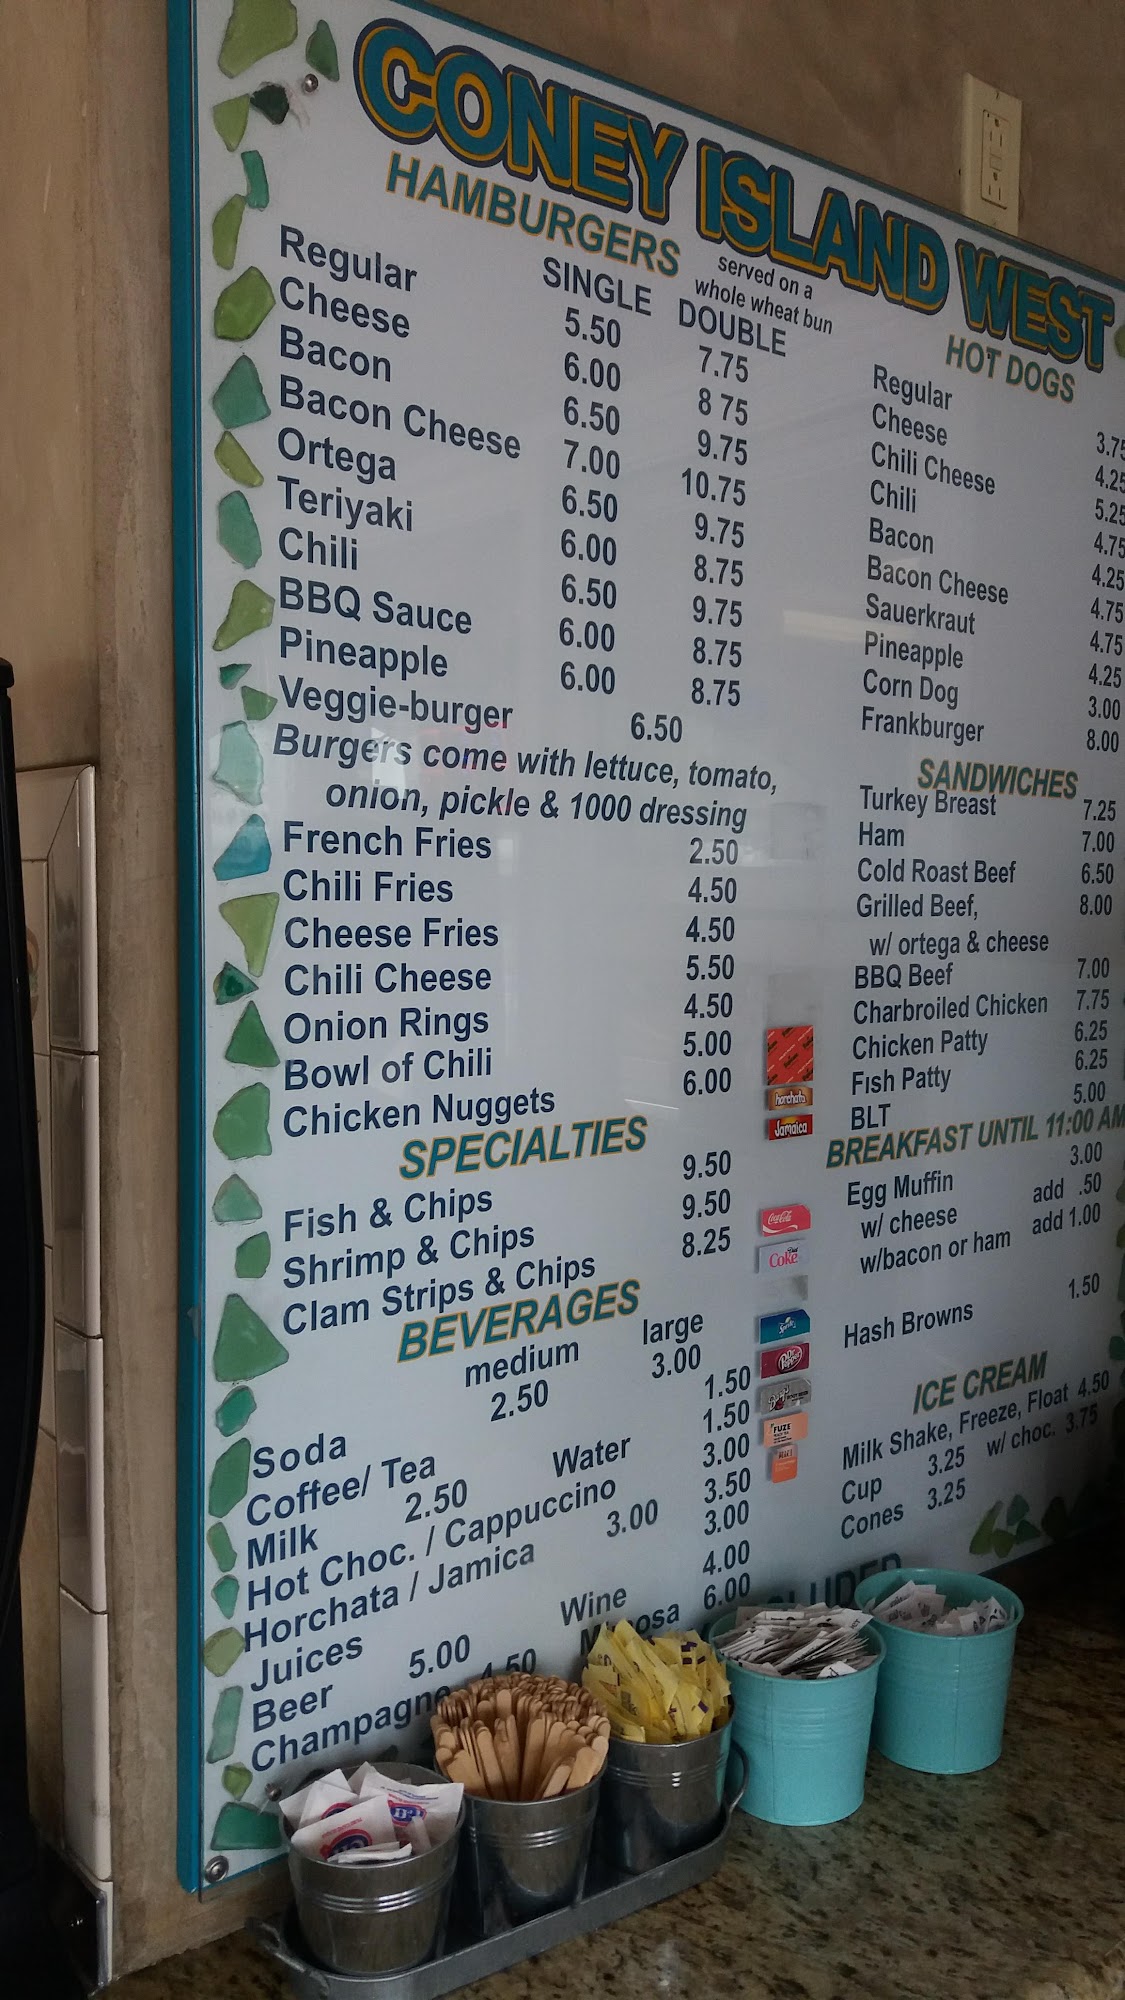 CONEY ISLAND WEST
HAMBURGERS
served on a
whole wheat bun
SINGLE DOUBLE
Regular 5.50 7.75
Cheese 6.00 8 75
Bacon 6.50 9.75
Bacon Cheese 7.00 10.75
Ortega 6.50 9.75
Teriyaki 6.00 8.75
Chili 6.50 9.75
BBQ Sauce 6.00 8.75
Pineapple 6.00 8.75
Veggie-burger 6.50
Burgers come with lettuce, tomato,
onion, pickle & 1000 dressing
French Fries 2.50
Chili Fries 4.50
Cheese Fries 4.50
Chili Cheese 5.50
Onion Rings 4.50
Bowl of Chili 5.00
Chicken Nuggets 6.00
SPECIALTIES
Fish & Chips 9.50
Shrimp & Chips 9.50
Clam Strips & Chips 8.25
BEVERAGES
medium large
Soda 2.50 3.00
Coffee/ Tea 1.50
Milk 2.50 Water 1.50
Hot Choc. / Cappuccino 3.00
Horchata / Jamica 3.00 3.50
Juices 3.00
Beer 5.00 Wine 4.00
Champagne 4.50 6.00
horchata
Jamaica
Coca-Cola
Diet
Coke
Sprite
Dr Pepper
FUZE
HOT DOGS
Regular 3.75
Cheese 4.25
Chili Cheese 5.25
Chili 4.75
Bacon 4.25
Bacon Cheese 4.75
Sauerkraut 4.75
Pineapple 4.25
Corn Dog 3.00
Frankburger 8.00
SANDWICHES
Turkey Breast 7.25
Ham 7.00
Cold Roast Beef 6.50
Grilled Beef, 8.00
w/ ortega & cheese
BBQ Beef 7.00
Charbroiled Chicken 7.75
Chicken Patty 6.25
Fish Patty 6.25
BLT 5.00
BREAKFAST UNTIL 11:00 AM
Egg Muffin 3.00
w/ cheese add .50
w/bacon or ham add 1.00
Hash Browns 1.50
ICE CREAM
Milk Shake, Freeze, Float 4.50
Cup 3.25 w/ choc. 3.75
Cones 3.25